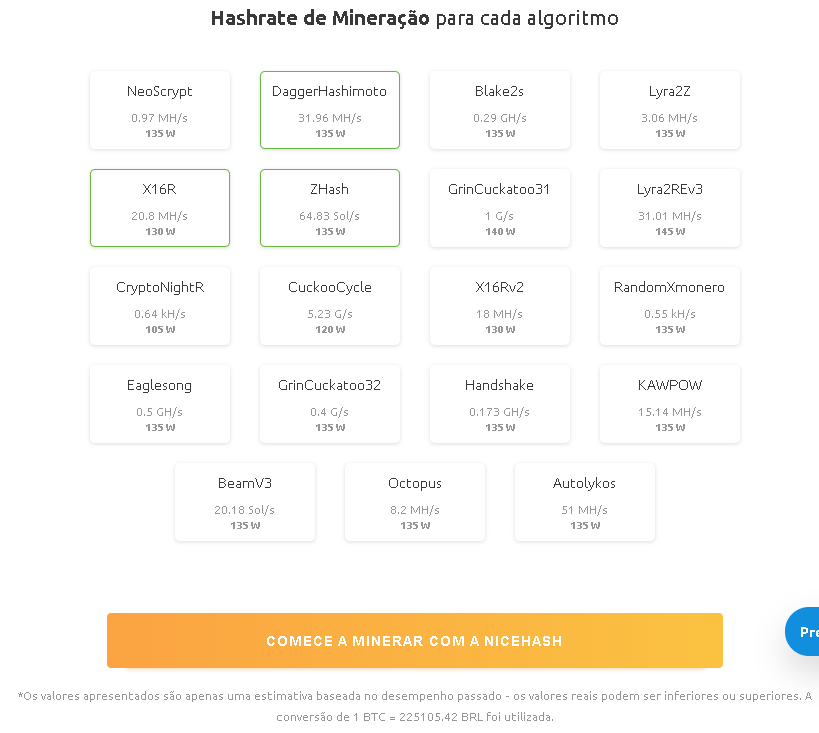 Hashrate de Mineração para cada algoritmo
NeoScrypt
0.97 MH/s
135 W
DaggerHashimoto
31.96 MH/s
135 W
Blake2s
0.29 GH/s
135 W
Lyra2Z
3.06 MH/s
135 W
X16R
20.8 MH/s
130 W
ZHash
64.83 Sol/s
135 W
GrinCuckatoo31
1 G/s
140 W
Lyra2REv3
31.01 MH/s
145 W
CryptoNightR
0.64 kH/s
105 W
CuckooCycle
5.23 G/s
120 W
X16Rv2
18 MH/s
130 W
RandomXmonero
0.55 kH/s
135 W
Eaglesong
0.5 GH/s
135 W
GrinCuckatoo32
0.4 G/s
135 W
Handshake
0.173 GH/s
135 W
KAWPOW
15.14 MH/s
135 W
BeamV3
20.18 Sol/s
135 W
Octopus
8.2 MH/s
135 W
Autolykos
51 MH/s
135 W
COMECE A MINERAR COM A NICEHASH
Pre
*Os valores apresentados são apenas uma estimativa baseada no desempenho passado - os valores reais podem ser inferiores ou superiores. A
conversão de 1 BTC = 225105.42 BRL foi utilizada.